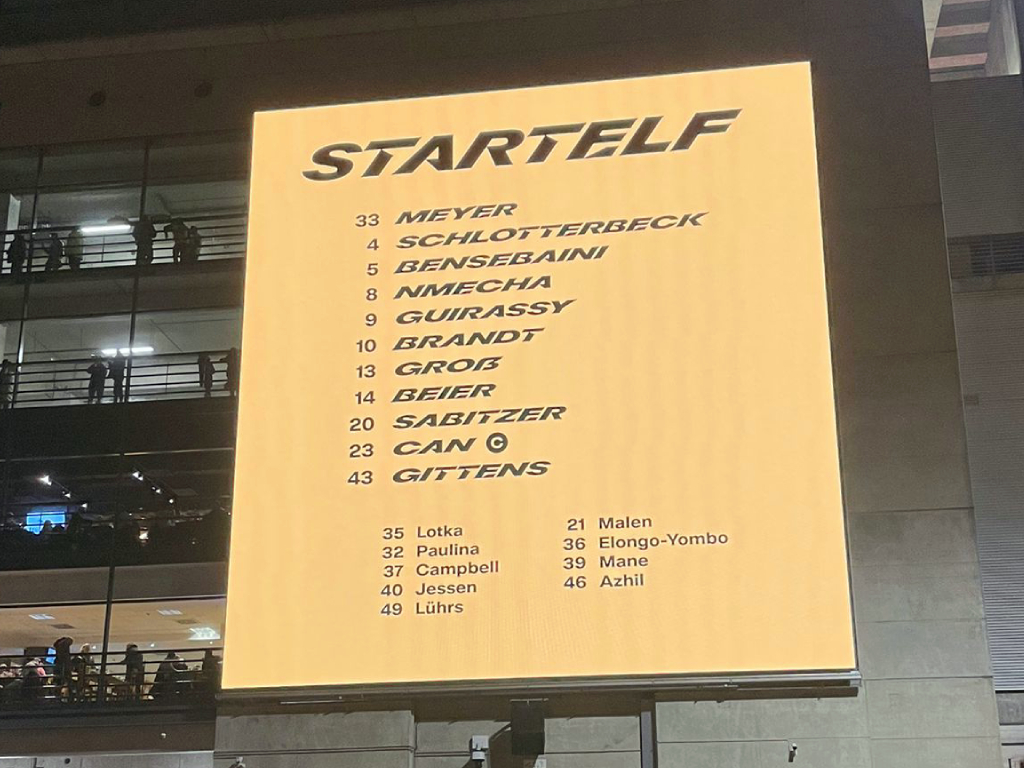 STARTELF
33 MEYER
4 SCHLOTTERBECK
5 BENSEBAINI
8 NMECHA
9 GUIRASSY
10 BRANDT
13 GROß
14 BEIER
20 SABITZER
23 CAN C
43 GITTENS
35 Lotka
32 Paulina
37 Campbell
40 Jessen
49 Lührs
21 Malen
36 Elongo-Yombo
39 Mane
46 Azhil